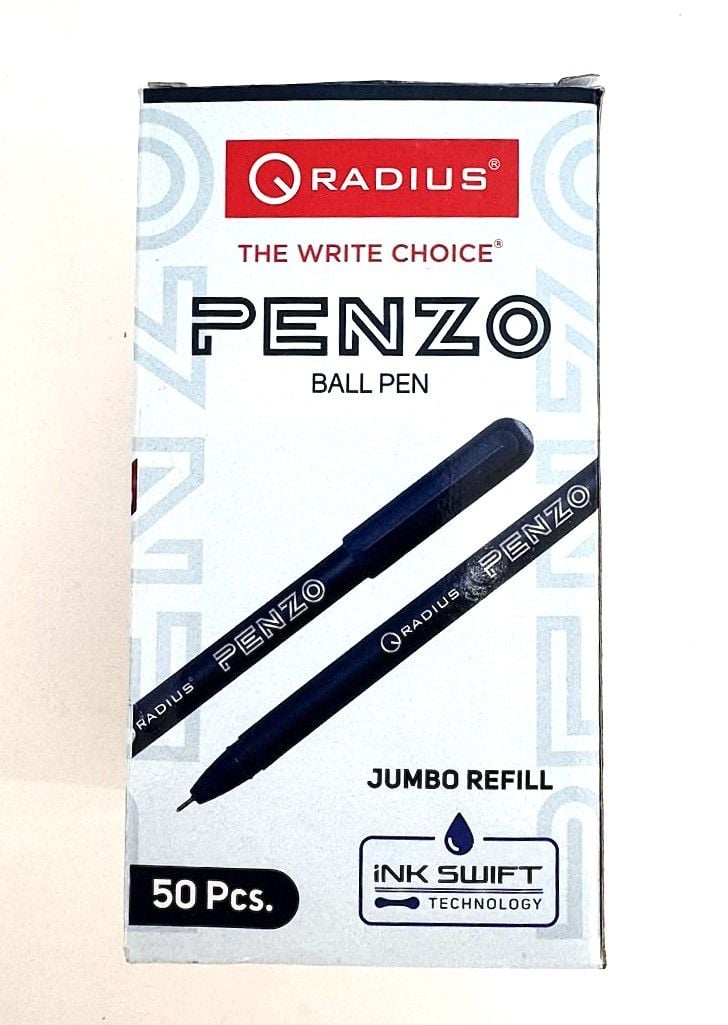 RADIUS®
THE WRITE CHOICE®
PENZO
BALL PEN
PENZO
RADIUS®
PENZO
RADIUS
JUMBO REFILL
iNK SWIFT
TECHNOLOGY
50 Pcs.